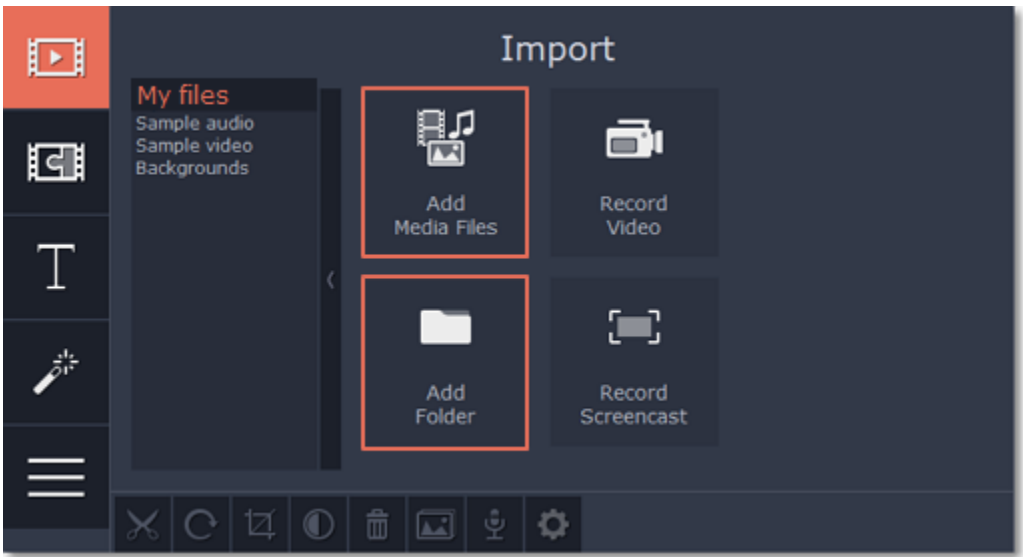 Import
My files
Sample audio
Sample video
Backgrounds
Add
Media Files
Record
Video
Add
Folder
Record
Screencast